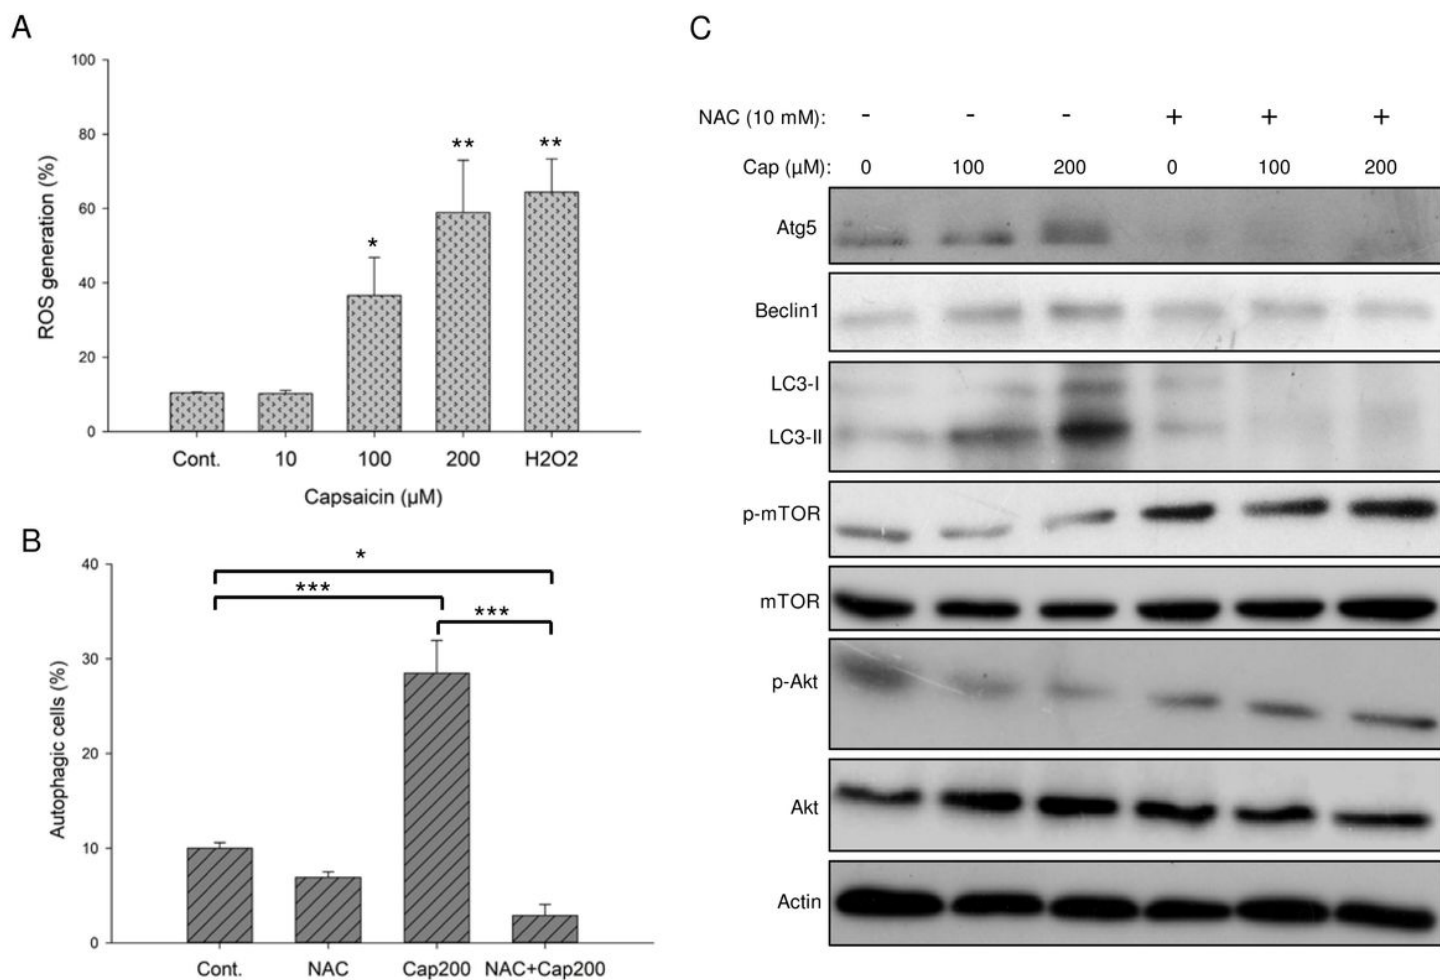 A
100
80
60
40
20
0
ROS generation (%)
*
**
**
Cont. 10 100 200 H2O2
Capsaicin (µM)
B
40
30
20
10
0
Autophagic cells (%)
*
***
***
Cont. NAC Cap200 NAC+Cap200
C
NAC (10 mM): - - - + + +
Cap (µM): 0 100 200 0 100 200
Atg5
Beclin1
LC3-I
LC3-II
p-mTOR
mTOR
p-Akt
Akt
Actin